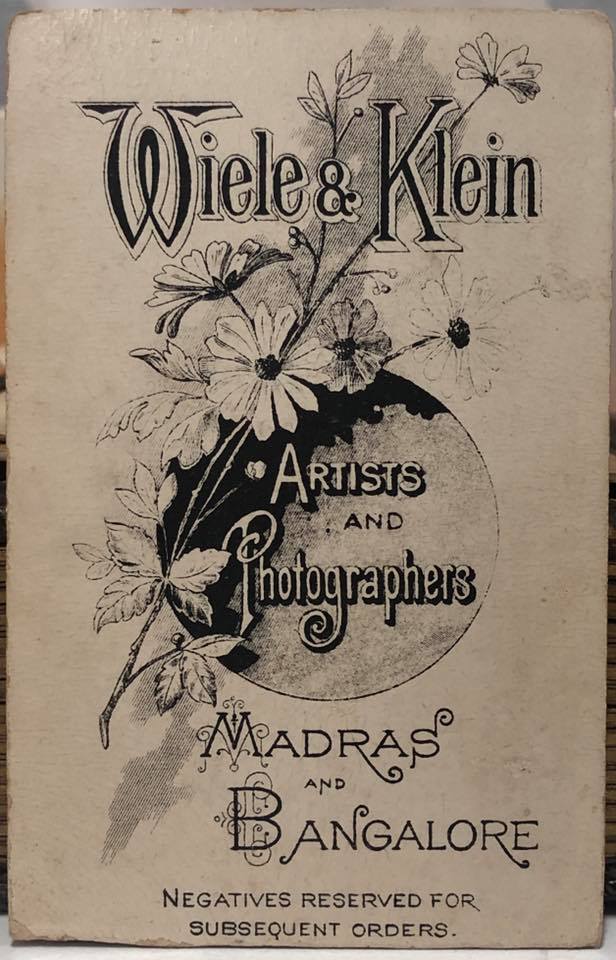 Wiele & Klein
ARTISTS
AND
Photographers
MADRAS
AND
BANGALORE
NEGATIVES RESERVED FOR
SUBSEQUENT ORDERS.